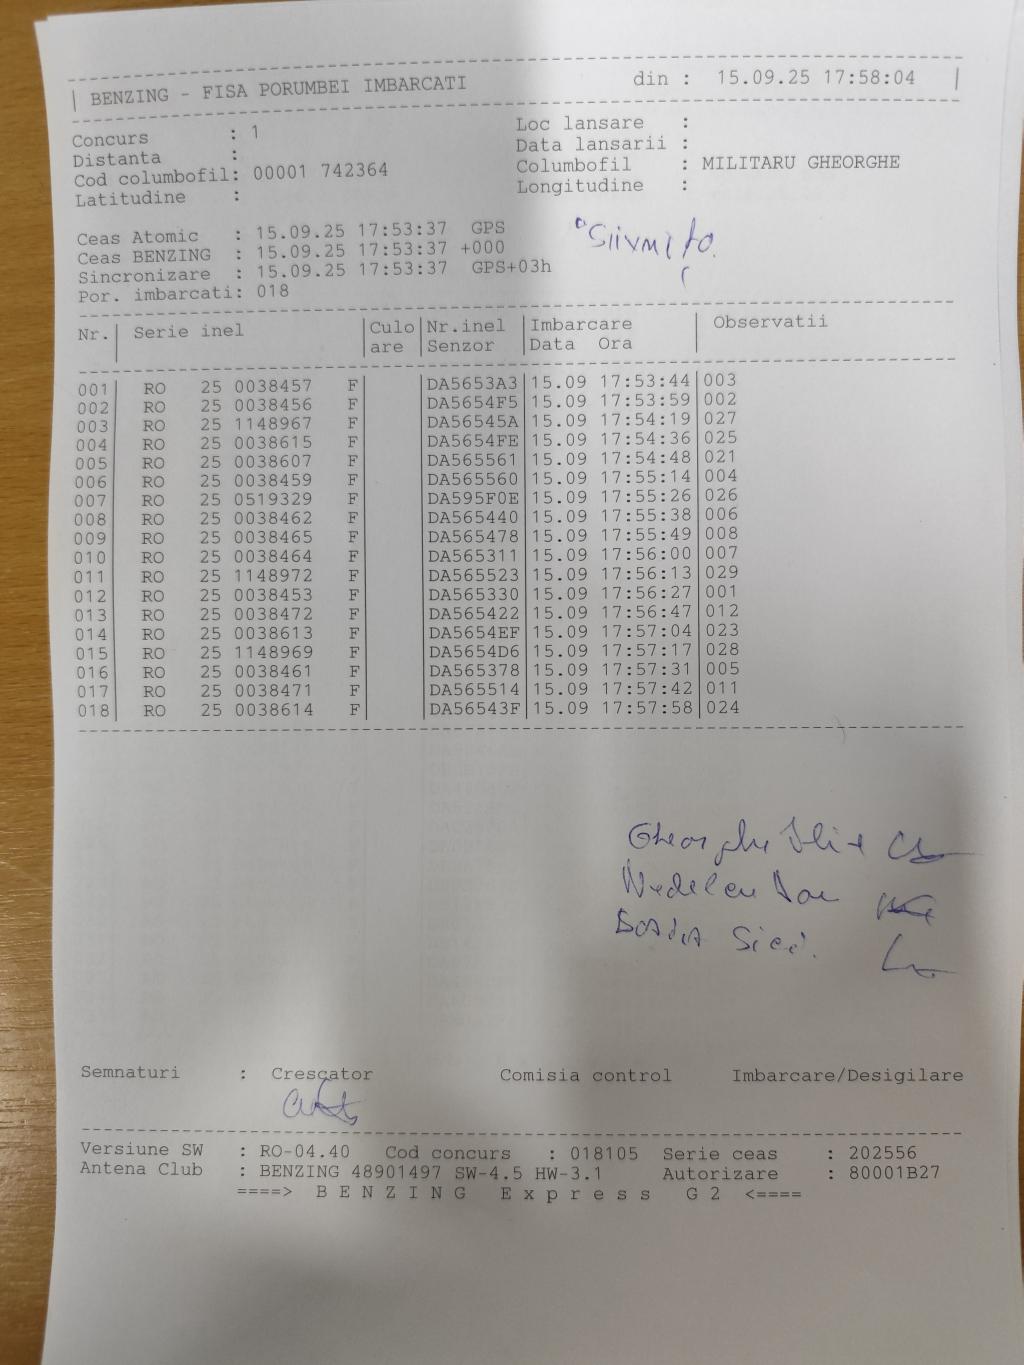 BENZING - FISA PORUMBEI IMBARCATI din : 15.09.25 17:58:04
Concurs : 1 Loc lansare :
Distanta : Data lansarii :
Cod columbofil: 00001 742364 Columbofil : MILITARU GHEORGHE
Latitudine : Longitudine :
Ceas Atomic : 15.09.25 17:53:37 GPS
Ceas BENZING : 15.09.25 17:53:37 +000
Sincronizare : 15.09.25 17:53:37 GPS+03h
Por. imbarcati: 018
Nr. Serie inel Culo Nr.inel Imbarcare Observatii
are Senzor Data Ora
001 RO 25 0038457 F DA5653A3 15.09 17:53:44 003
002 RO 25 0038456 F DA5654F5 15.09 17:53:59 002
003 RO 25 1148967 F DA56545A 15.09 17:54:19 027
004 RO 25 0038615 F DA5654FE 15.09 17:54:36 025
005 RO 25 0038607 F DA565561 15.09 17:54:48 021
006 RO 25 0038459 F DA565560 15.09 17:55:14 004
007 RO 25 0519329 F DA595F0E 15.09 17:55:26 026
008 RO 25 0038462 F DA565440 15.09 17:55:38 006
009 RO 25 0038465 F DA565478 15.09 17:55:49 008
010 RO 25 0038464 F DA565311 15.09 17:56:00 007
011 RO 25 1148972 F DA565523 15.09 17:56:13 029
012 RO 25 0038453 F DA565330 15.09 17:56:27 001
013 RO 25 0038472 F DA565422 15.09 17:56:47 012
014 RO 25 0038613 F DA5654EF 15.09 17:57:04 023
015 RO 25 1148969 F DA5654D6 15.09 17:57:17 028
016 RO 25 0038461 F DA565378 15.09 17:57:31 005
017 RO 25 0038471 F DA565514 15.09 17:57:42 011
018 RO 25 0038614 F DA56543F 15.09 17:57:58 024
Semnaturi : Crescator Comisia control Imbarcare/Desigilare
Versiune SW : RO-04.40 Cod concurs : 018105 Serie ceas : 202556
Antena Club : BENZING 48901497 SW-4.5 HW-3.1 Autorizare : 80001B27
====> B E N Z I N G E x p r e s s G 2 <====